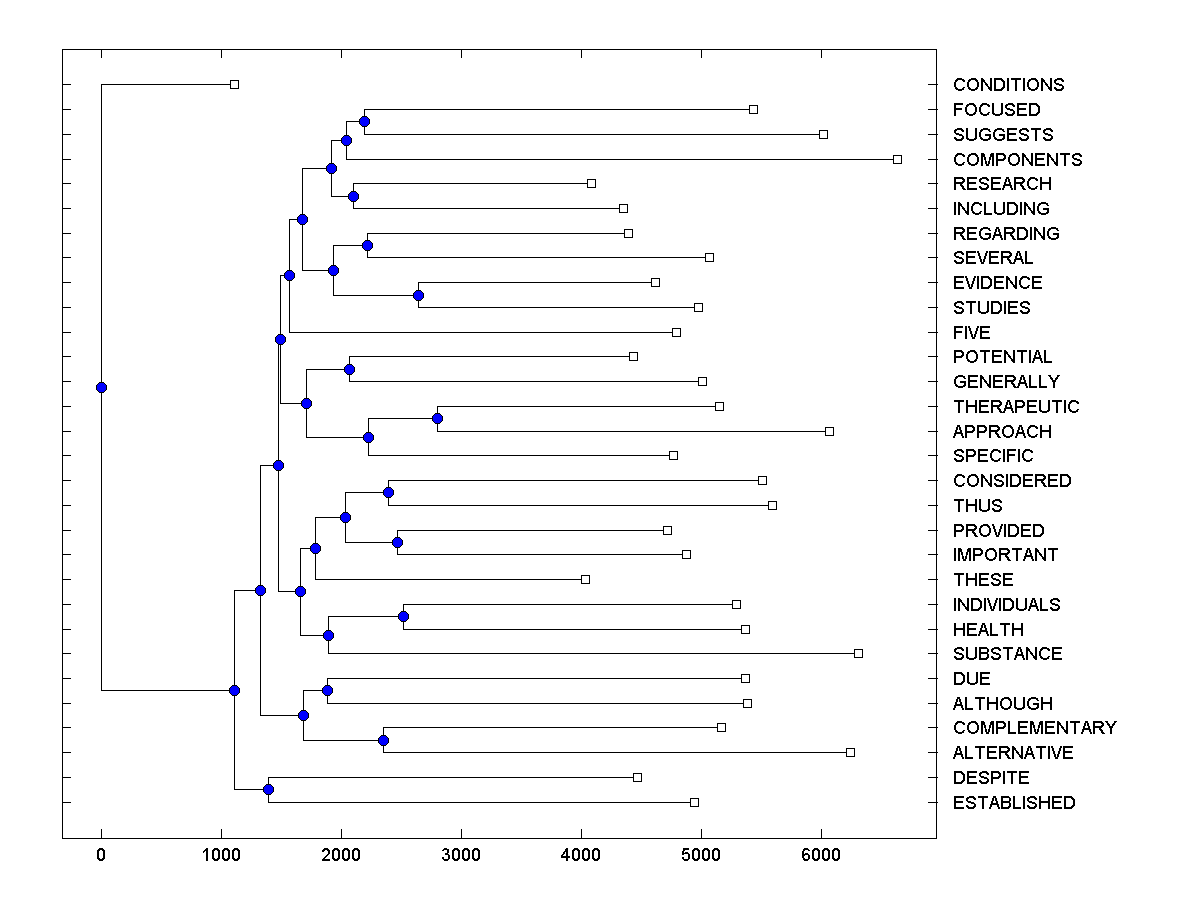 CONDITIONS
FOCUSED
SUGGESTS
COMPONENTS
RESEARCH
INCLUDING
REGARDING
SEVERAL
EVIDENCE
STUDIES
FIVE
POTENTIAL
GENERALLY
THERAPEUTIC
APPROACH
SPECIFIC
CONSIDERED
THUS
PROVIDED
IMPORTANT
THESE
INDIVIDUALS
HEALTH
SUBSTANCE
DUE
ALTHOUGH
COMPLEMENTARY
ALTERNATIVE
DESPITE
ESTABLISHED
0 1000 2000 3000 4000 5000 6000